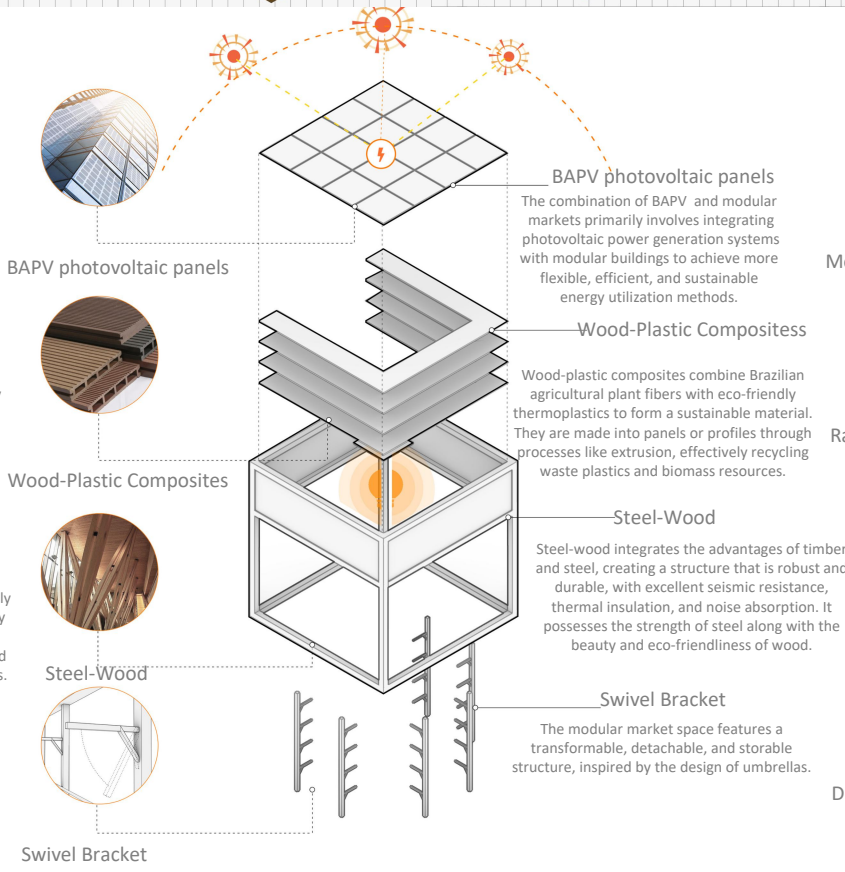 BAPV photovoltaic panels
The combination of BAPV and modular
markets primarily involves integrating
photovoltaic power generation systems
with modular buildings to achieve more
flexible, efficient, and sustainable
energy utilization methods.
BAPV photovoltaic panels
Wood-Plastic Compositess
Wood-plastic composites combine Brazilian
agricultural plant fibers with eco-friendly
thermoplastics to form a sustainable material.
They are made into panels or profiles through
processes like extrusion, effectively recycling
waste plastics and biomass resources.
Wood-Plastic Composites
Steel-Wood
Steel-wood integrates the advantages of timber
and steel, creating a structure that is robust and
durable, with excellent seismic resistance,
thermal insulation, and noise absorption. It
possesses the strength of steel along with the
beauty and eco-friendliness of wood.
Steel-Wood
Swivel Bracket
The modular market space features a
transformable, detachable, and storable
structure, inspired by the design of umbrellas.
Swivel Bracket